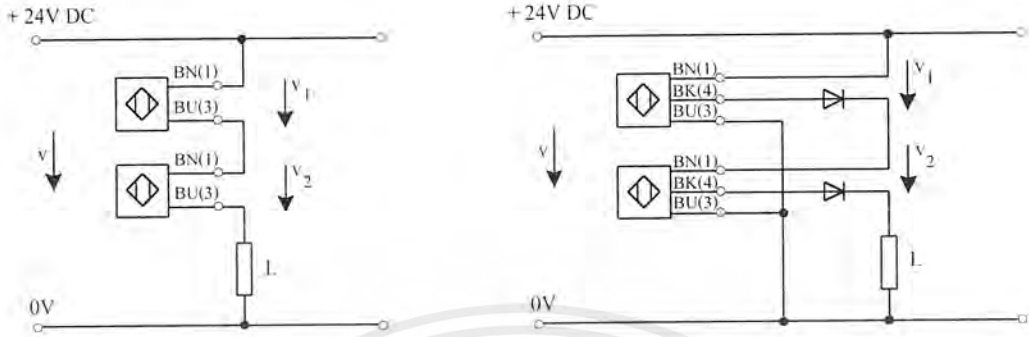 + 24V DC
BN(1)
BU(3)
V₁
V
BN(1)
BU(3)
V₂
L
0V
+ 24V DC
BN(1)
BK(4)
BU(3)
V₁
V
BN(1)
BK(4)
BU(3)
V₂
L
0V